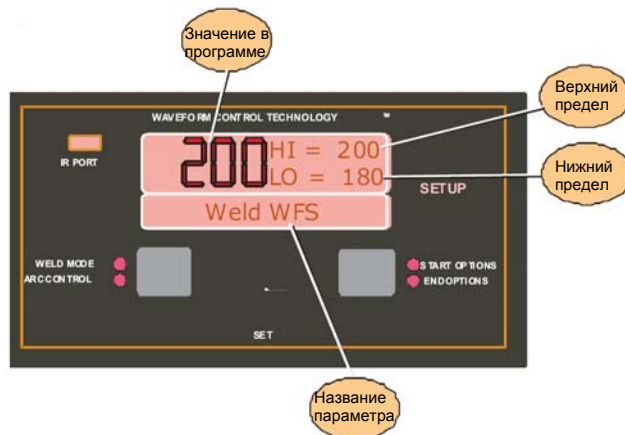 Значение в
программе
Верхний
предел
WAVEFORM CONTROL TECHNOLOGY ™
IR PORT
200
HI = 200
LO = 180
Нижний
предел
SETUP
Weld WFS
WELD MODE
ARC CONTROL
START OPTIONS
END OPTIONS
SET
Название
параметра